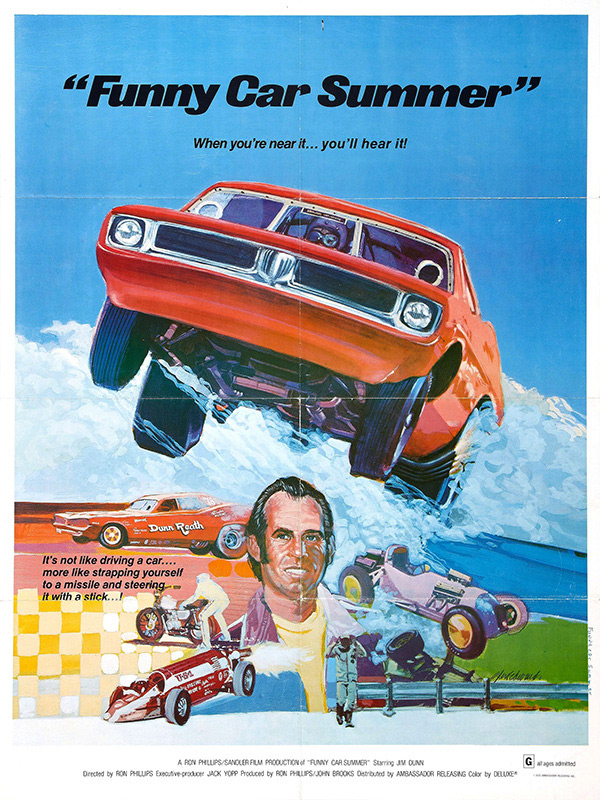 “Funny Car Summer”
When you're near it... you'll hear it!
Dunn Reath
It's not like driving a car....
more like strapping yourself
to a missile and steering
it with a stick...!
A RON PHILLIPS/SANDLER FILM PRODUCTION of "FUNNY CAR SUMMER" Starring JIM DUNN
G all ages admitted
Directed by RON PHILLIPS Executive-producer JACK YOPP Produced by RON PHILLIPS/JOHN BROOKS Distributed by AMBASSADOR RELEASING Color by DELUXE®